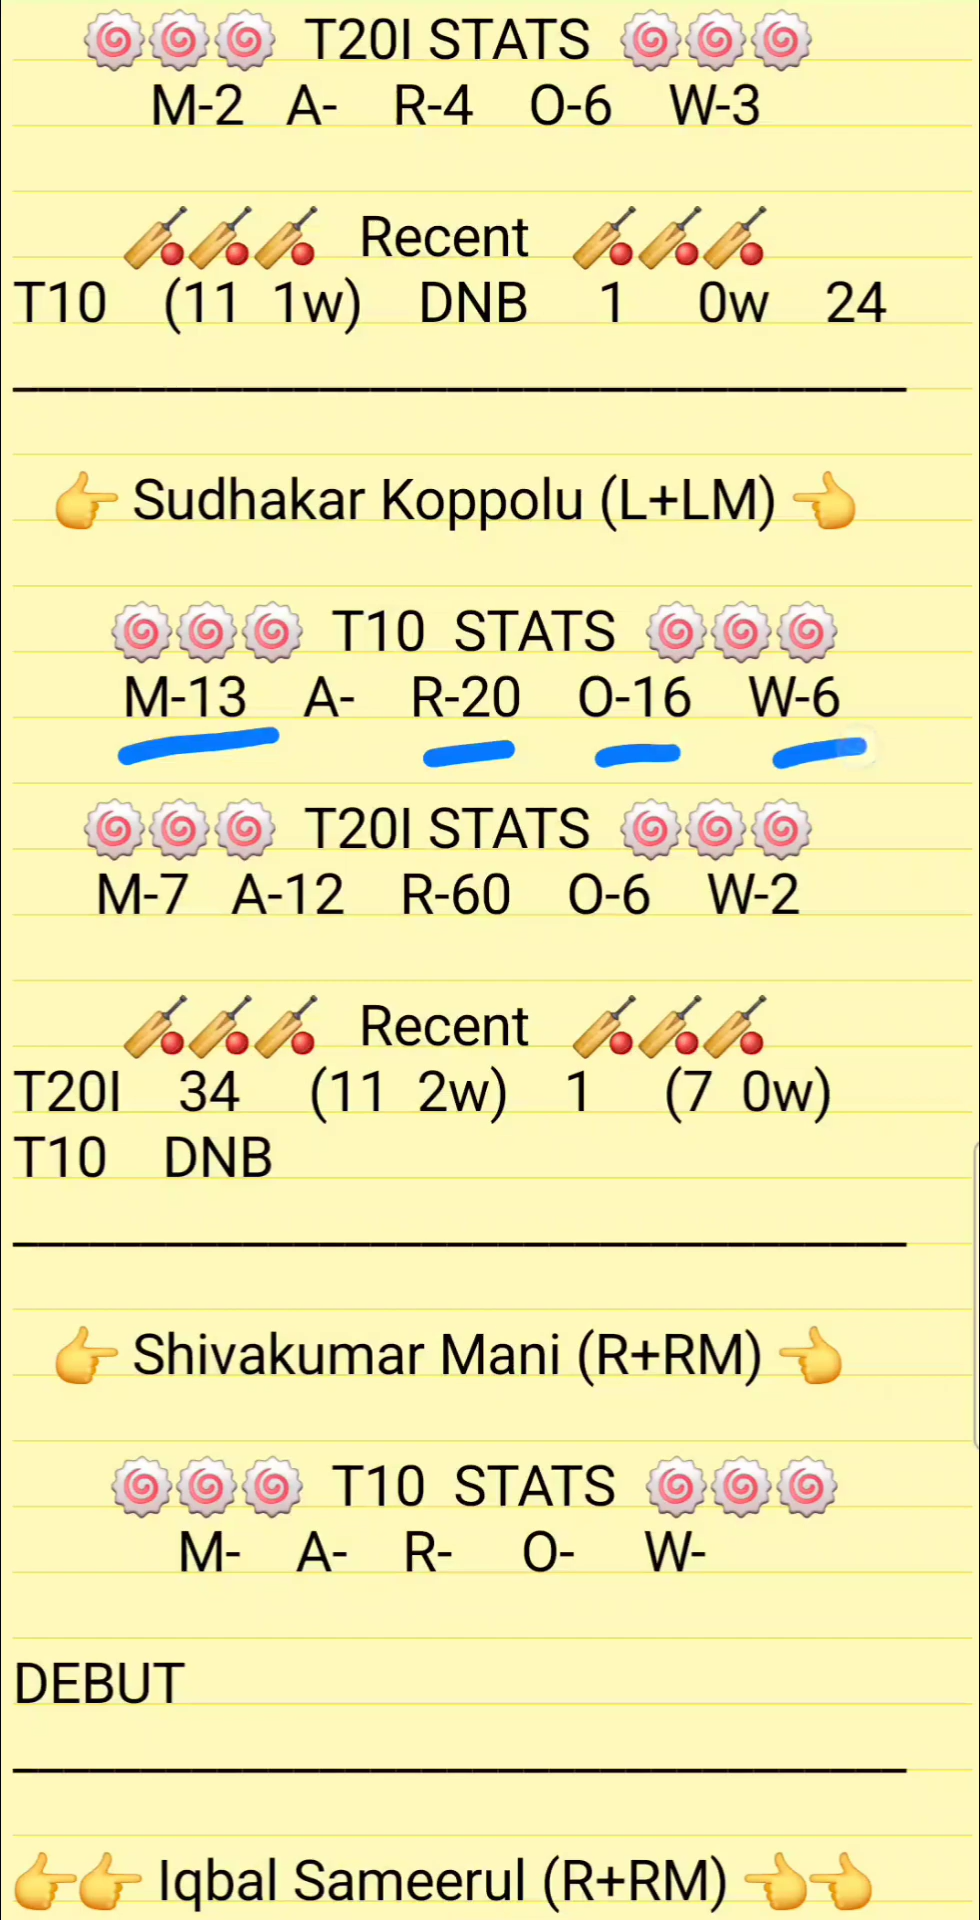 🍥🍥🍥 T20I STATS 🍥🍥🍥
M-2 A- R-4 O-6 W-3
🏏🏏🏏 Recent 🏏🏏🏏
T10 (11 1w) DNB 1 0w 24
👉 Sudhakar Koppolu (L+LM) 👈
🍥🍥🍥 T10 STATS 🍥🍥🍥
M-13 A- R-20 O-16 W-6
🍥🍥🍥 T20I STATS 🍥🍥🍥
M-7 A-12 R-60 O-6 W-2
🏏🏏🏏 Recent 🏏🏏🏏
T20I 34 (11 2w) 1 (7 0w)
T10 DNB
👉 Shivakumar Mani (R+RM) 👈
🍥🍥🍥 T10 STATS 🍥🍥🍥
M- A- R- O- W-
DEBUT
👉👉 Iqbal Sameerul (R+RM) 👈👈